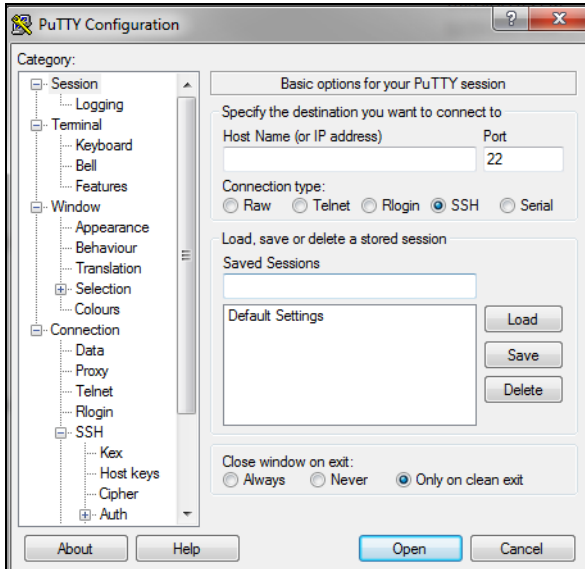 PuTTY Configuration
Category:
Session
Logging
Terminal
Keyboard
Bell
Features
Window
Appearance
Behaviour
Translation
Selection
Colours
Connection
Data
Proxy
Telnet
Rlogin
SSH
Kex
Host keys
Cipher
Auth
Basic options for your PuTTY session
Specify the destination you want to connect to
Host Name (or IP address) Port
22
Connection type:
Raw Telnet Rlogin SSH Serial
Load, save or delete a stored session
Saved Sessions
Default Settings
Load
Save
Delete
Close window on exit:
Always Never Only on clean exit
About Help Open Cancel